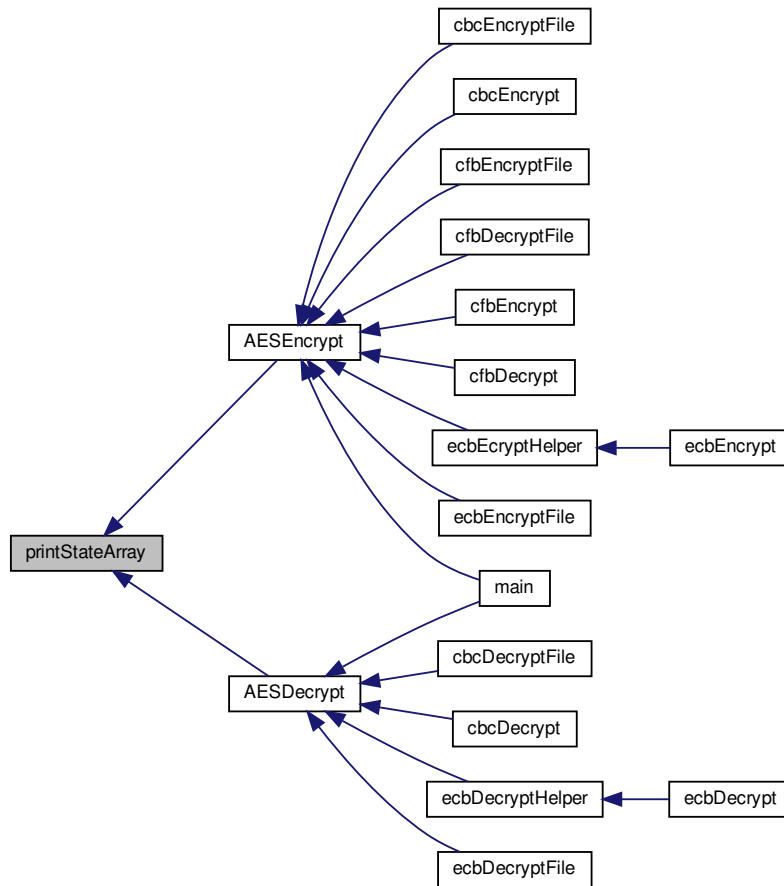 cbcEncryptFile
cbcEncrypt
cfbEncryptFile
cfbDecryptFile
cfbEncrypt
AESEncrypt
cfbDecrypt
ecbEcryptHelper
ecbEncrypt
ecbEncryptFile
printStateArray
main
cbcDecryptFile
AESDecrypt
cbcDecrypt
ecbDecryptHelper
ecbDecrypt
ecbDecryptFile